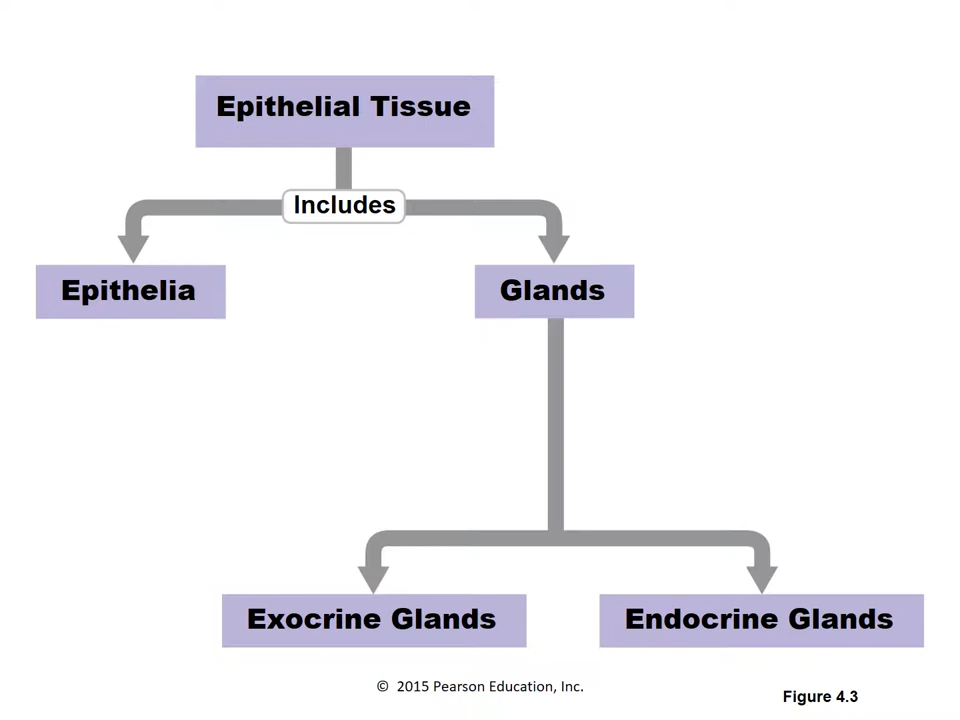 Epithelial Tissue
Includes
Epithelia
Glands
Exocrine Glands
Endocrine Glands
© 2015 Pearson Education, Inc.
Figure 4.3